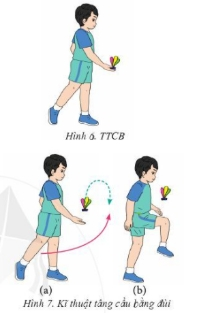 Hình 6. TTCB
(a) (b)
Hình 7. Kĩ thuật tâng cầu bằng đùi